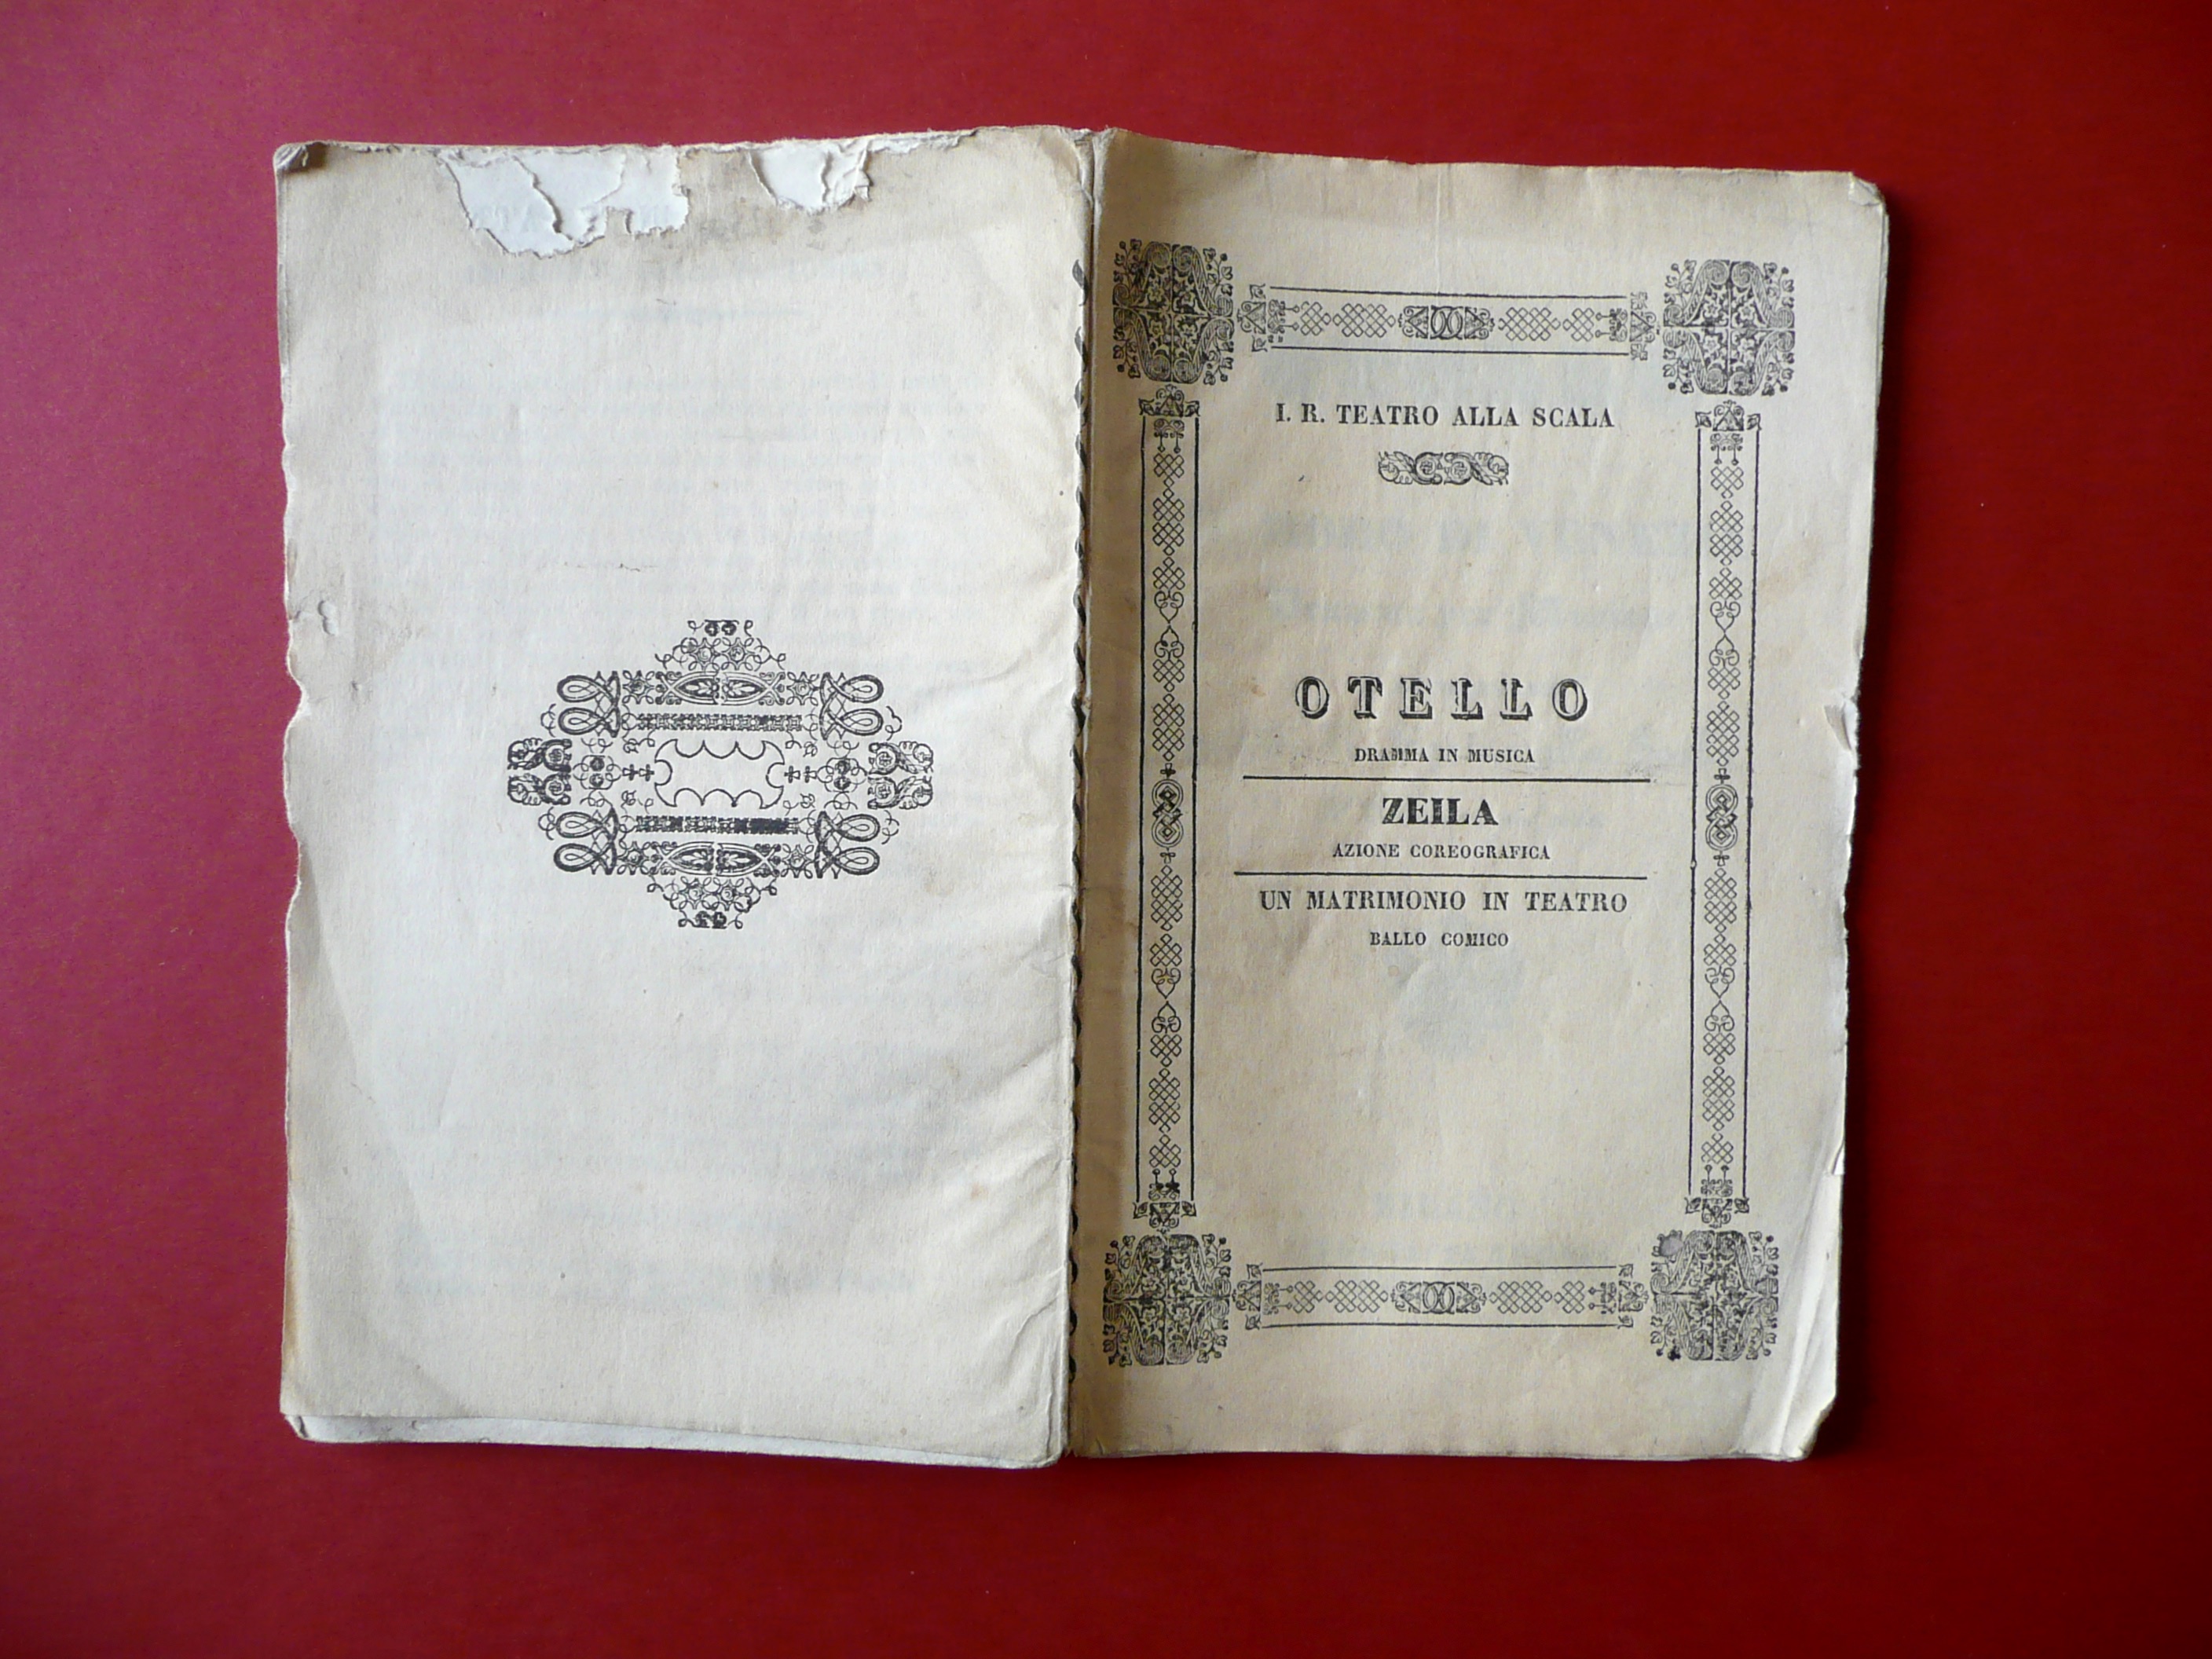 I. R. TEATRO ALLA SCALA
OTELLO
DRAMMA IN MUSICA
ZEILA
AZIONE COREOGRAFICA
UN MATRIMONIO IN TEATRO
BALLO COMICO